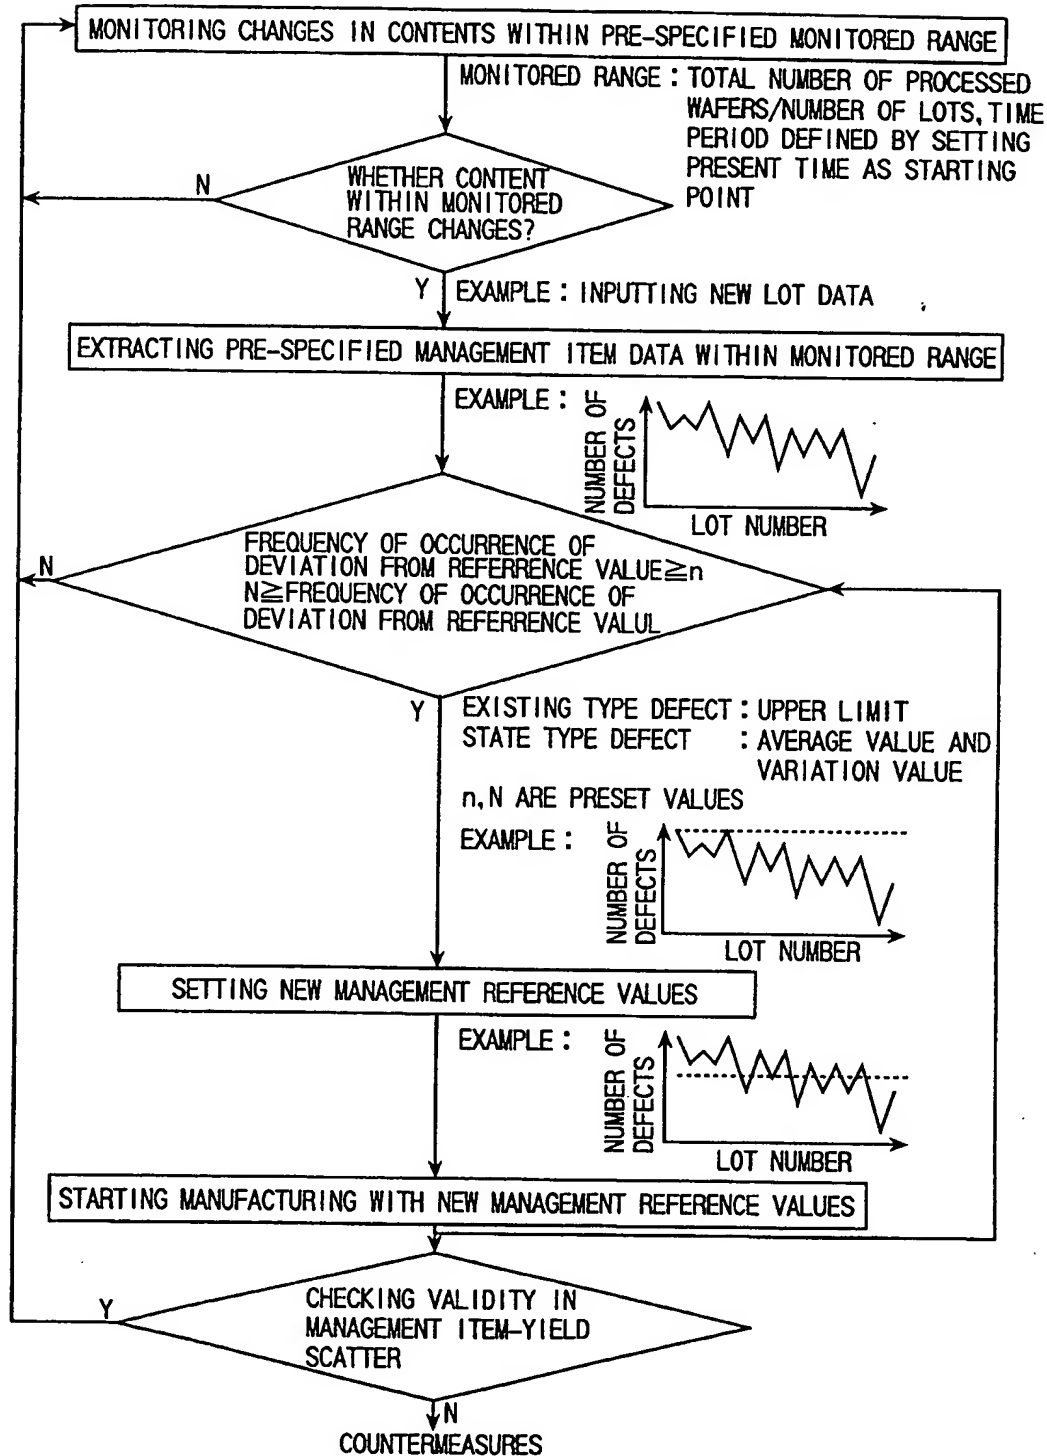 MONITORING CHANGES IN CONTENTS WITHIN PRE-SPECIFIED MONITORED RANGE
MONITORED RANGE : TOTAL NUMBER OF PROCESSED
WAFERS/NUMBER OF LOTS, TIME
PERIOD DEFINED BY SETTING
PRESENT TIME AS STARTING
POINT
N
WHETHER CONTENT
WITHIN MONITORED
RANGE CHANGES?
Y
EXAMPLE : INPUTTING NEW LOT DATA
EXTRACTING PRE-SPECIFIED MANAGEMENT ITEM DATA WITHIN MONITORED RANGE
EXAMPLE :
NUMBER OF
DEFECTS
LOT NUMBER
N
FREQUENCY OF OCCURRENCE OF
DEVIATION FROM REFERRENCE VALUE≧n
N≧FREQUENCY OF OCCURRENCE OF
DEVIATION FROM REFERRENCE VALUL
Y
EXISTING TYPE DEFECT : UPPER LIMIT
STATE TYPE DEFECT : AVERAGE VALUE AND
VARIATION VALUE
n, N ARE PRESET VALUES
EXAMPLE :
NUMBER OF
DEFECTS
LOT NUMBER
SETTING NEW MANAGEMENT REFERENCE VALUES
EXAMPLE :
NUMBER OF
DEFECTS
LOT NUMBER
STARTING MANUFACTURING WITH NEW MANAGEMENT REFERENCE VALUES
Y
CHECKING VALIDITY IN
MANAGEMENT ITEM-YIELD
SCATTER
N
COUNTERMEASURES